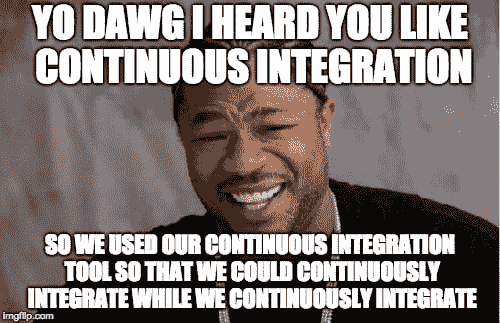 YO DAWG I HEARD YOU LIKE
CONTINUOUS INTEGRATION
SO WE USED OUR CONTINUOUS INTEGRATION
TOOL SO THAT WE COULD CONTINUOUSLY
INTEGRATE WHILE WE CONTINUOUSLY INTEGRATE
imgflip.com